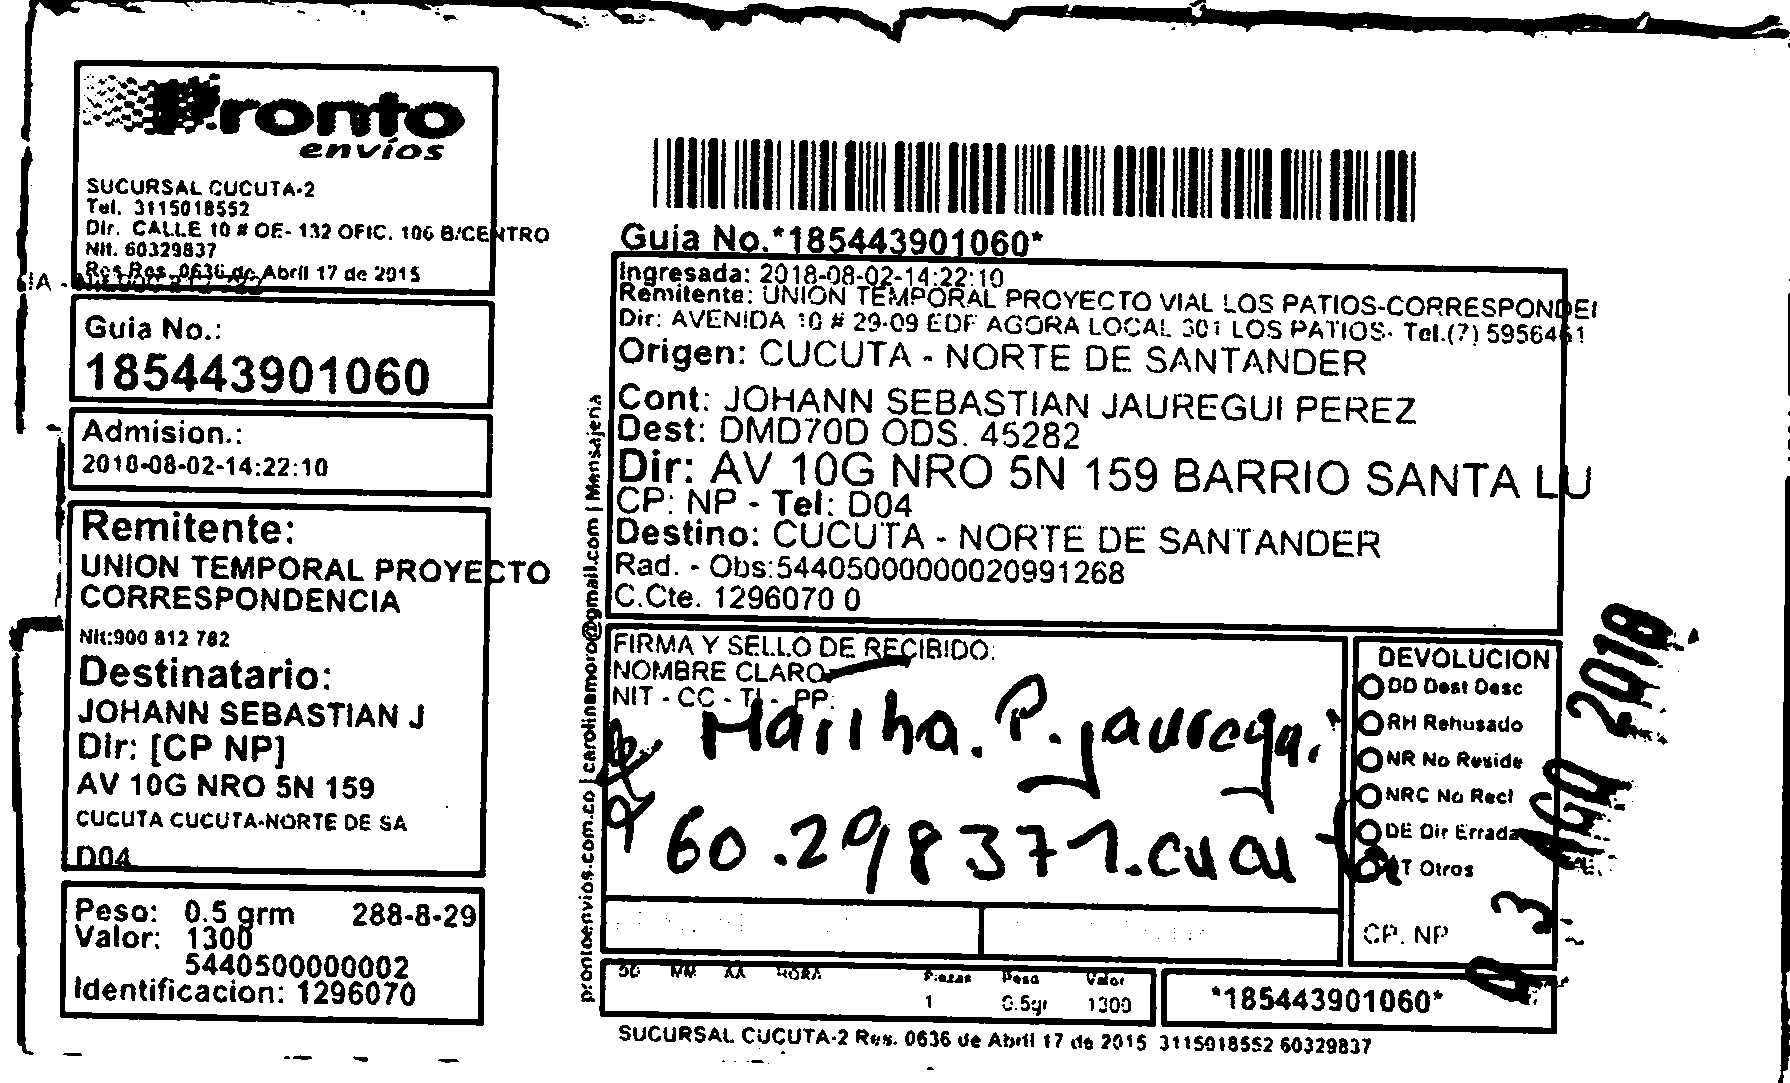 Pronto
envíos
SUCURSAL CUCUTA-2
Tel. 3115018552
Dir. CALLE 10 # OE- 132 OFIC. 106 B/CENTRO
Nit. 60329837
Res Res. 0636 de Abril 17 de 2015
Guia No.:
185443901060
Admision.:
2018-08-02-14:22:10
Remitente:
UNION TEMPORAL PROYECTO
CORRESPONDENCIA
Nit:900 812 782
Destinatario:
JOHANN SEBASTIAN J
Dir: [CP NP]
AV 10G NRO 5N 159
CUCUTA CUCUTA-NORTE DE SA
D04
Peso: 0.5 grm 288-8-29
Valor: 1300
5440500000002
Identificacion: 1296070
prontoenvios.com.co | carolinamoro@gmail.com | Mensajeria
Guia No.*185443901060*
Ingresada: 2018-08-02-14:22:10
Remitente: UNION TEMPORAL PROYECTO VIAL LOS PATIOS-CORRESPONDEI
Dir: AVENIDA 10 # 29-09 EDF AGORA LOCAL 301 LOS PATIOS- Tel.(7) 5956461
Origen: CUCUTA - NORTE DE SANTANDER
Cont: JOHANN SEBASTIAN JAUREGUI PEREZ
Dest: DMD70D ODS. 45282
Dir: AV 10G NRO 5N 159 BARRIO SANTA LU
CP: NP - Tel: D04
Destino: CUCUTA - NORTE DE SANTANDER
Rad. - Obs:54405000000020991268
C.Cte. 1296070 0
FIRMA Y SELLO DE RECIBIDO:
NOMBRE CLARO
NIT - CC - TI - PP:
Martha. P. jauregui
60.298371.cucu
DEVOLUCION
DD Dest Desc
RH Rehusado
NR No Reside
NRC No Recl
DE Dir Errada
OT Otros
CP. NP
03 AGO 2018
DD MM AA HORA
Piezas Peso Valor
1 0.5gr 1300
*185443901060*
SUCURSAL CUCUTA-2 Res. 0636 de Abril 17 de 2015 3115018552 60329837